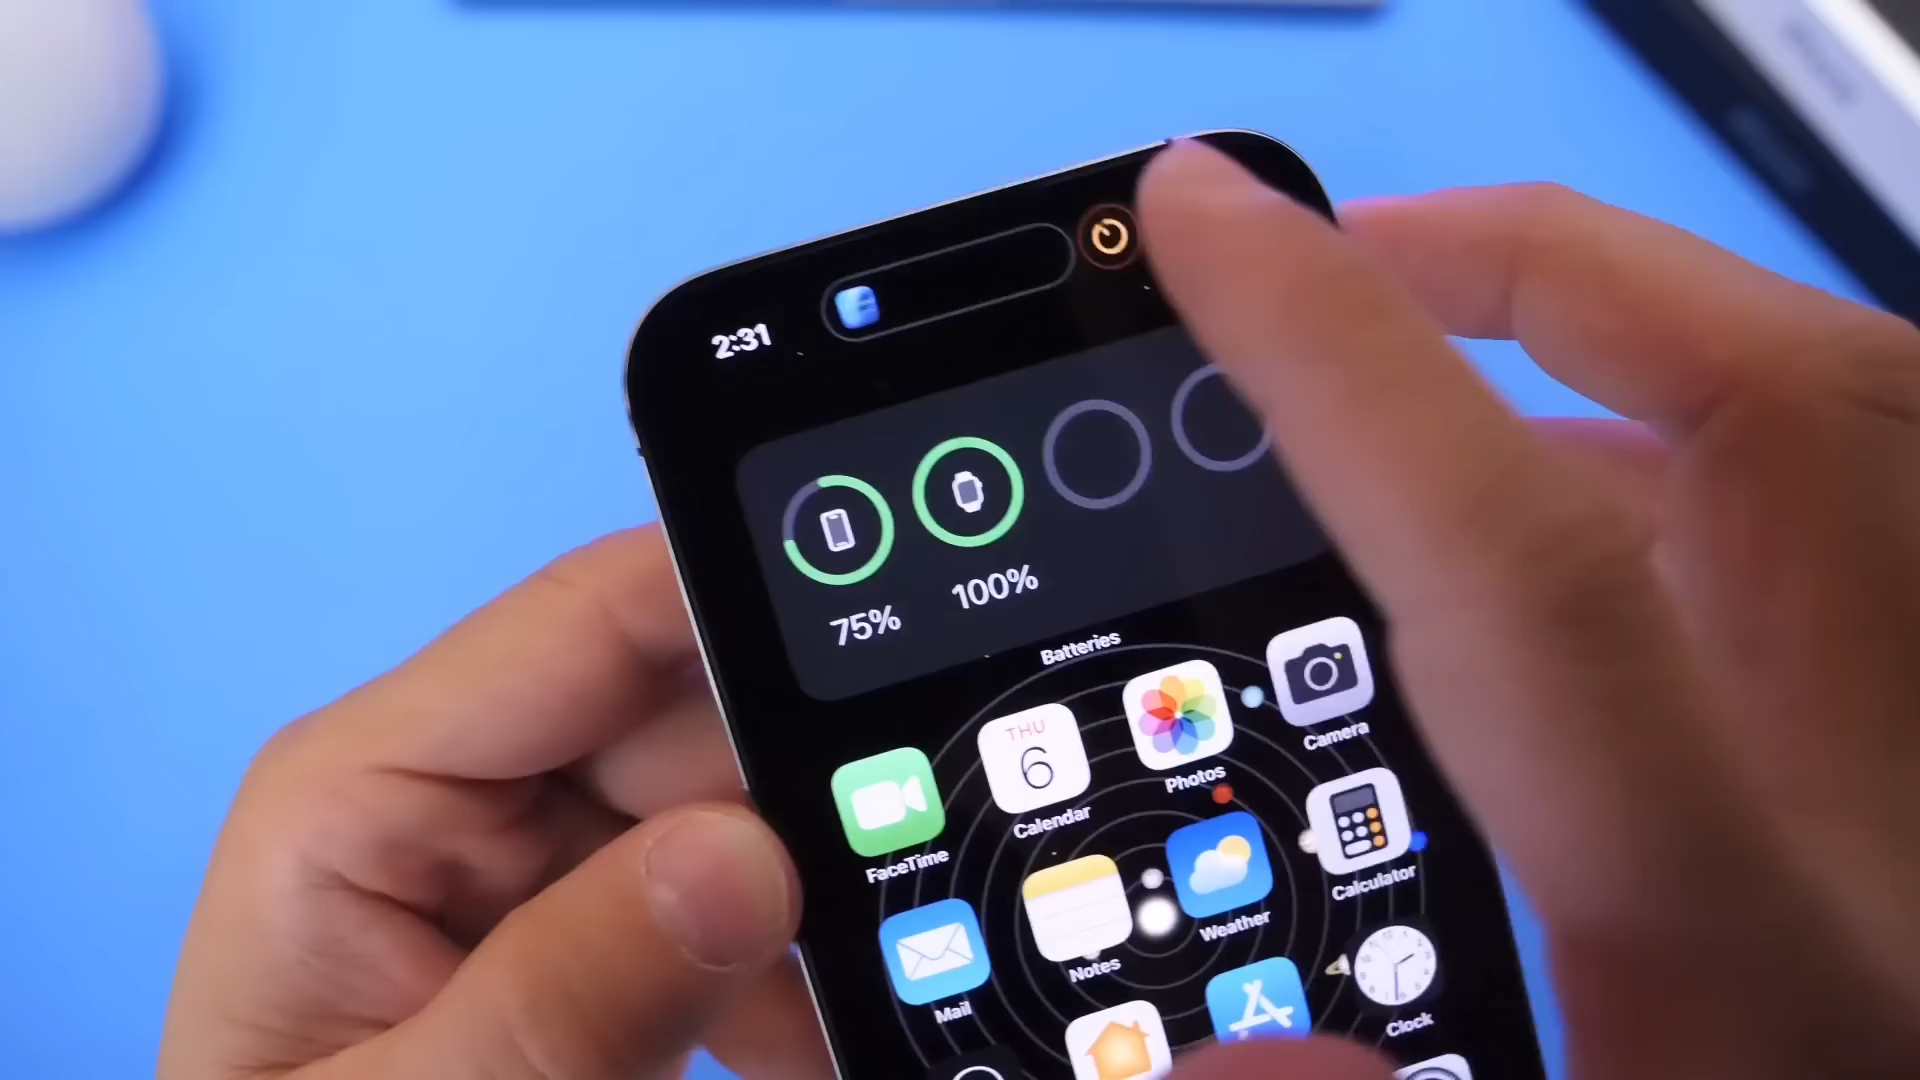 2:31
75%
100%
Batteries
FaceTime
THU
6
Calendar
Photos
Camera
Mail
Notes
Weather
Calculator
Clock